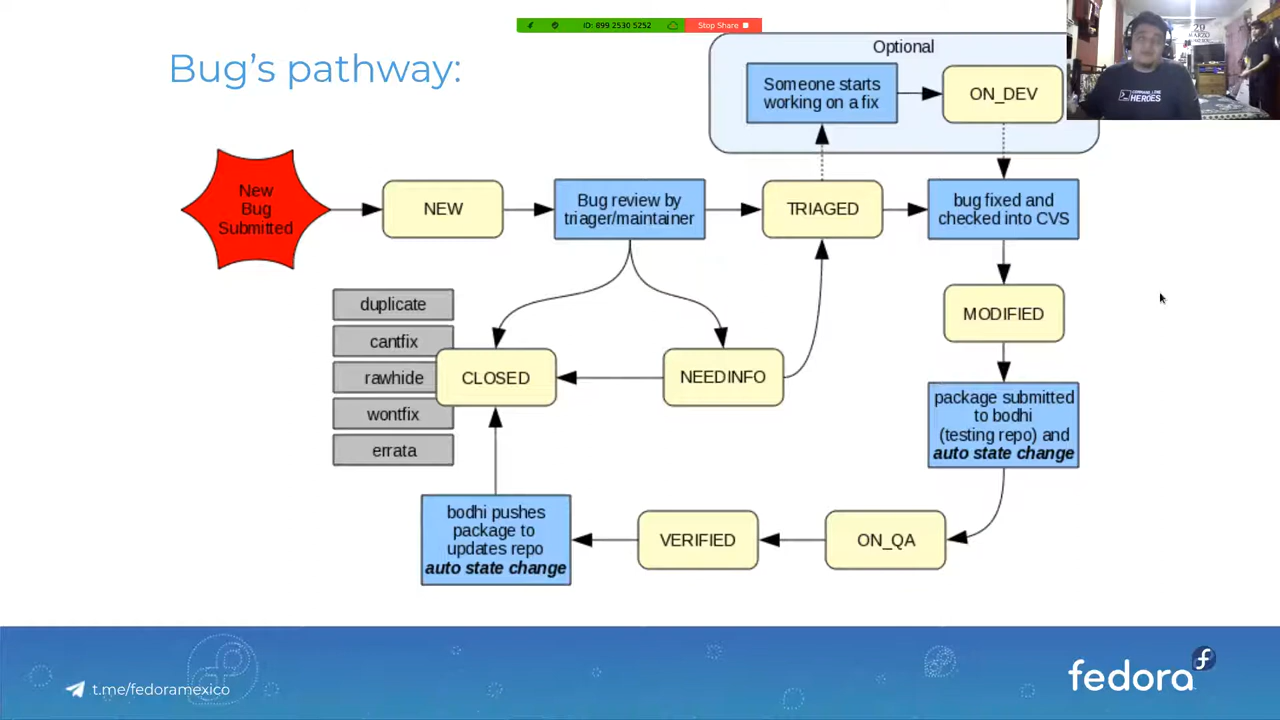 ID: 899 2530 5252
Stop Share
Bug's pathway:
Optional
Someone starts
working on a fix
ON_DEV
COMMAND LINE
HEROES
New
Bug
Submitted
NEW
Bug review by
triager/maintainer
TRIAGED
bug fixed and
checked into CVS
MODIFIED
duplicate
cantfix
rawhide
wontfix
errata
CLOSED
NEEDINFO
package submitted
to bodhi
(testing repo) and
auto state change
bodhi pushes
package to
updates repo
auto state change
VERIFIED
ON_QA
t.me/fedoramexico
fedora